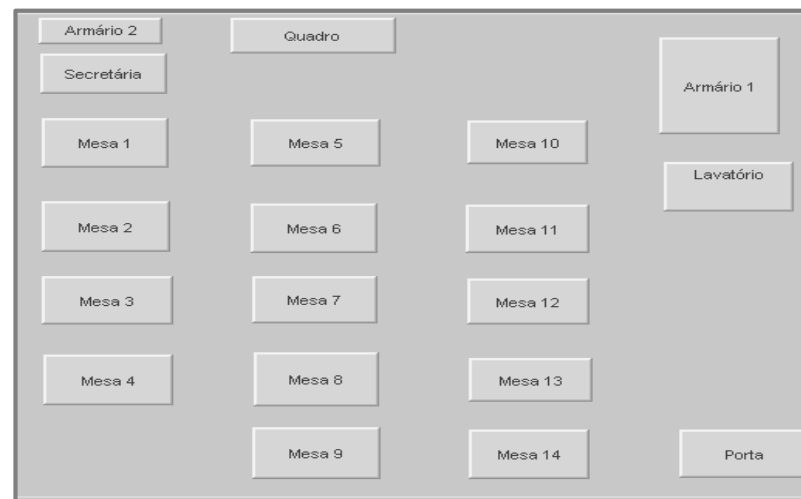 Armário 2
Quadro
Secretária
Armário 1
Mesa 1
Mesa 5
Mesa 10
Lavatório
Mesa 2
Mesa 6
Mesa 11
Mesa 3
Mesa 7
Mesa 12
Mesa 4
Mesa 8
Mesa 13
Mesa 9
Mesa 14
Porta